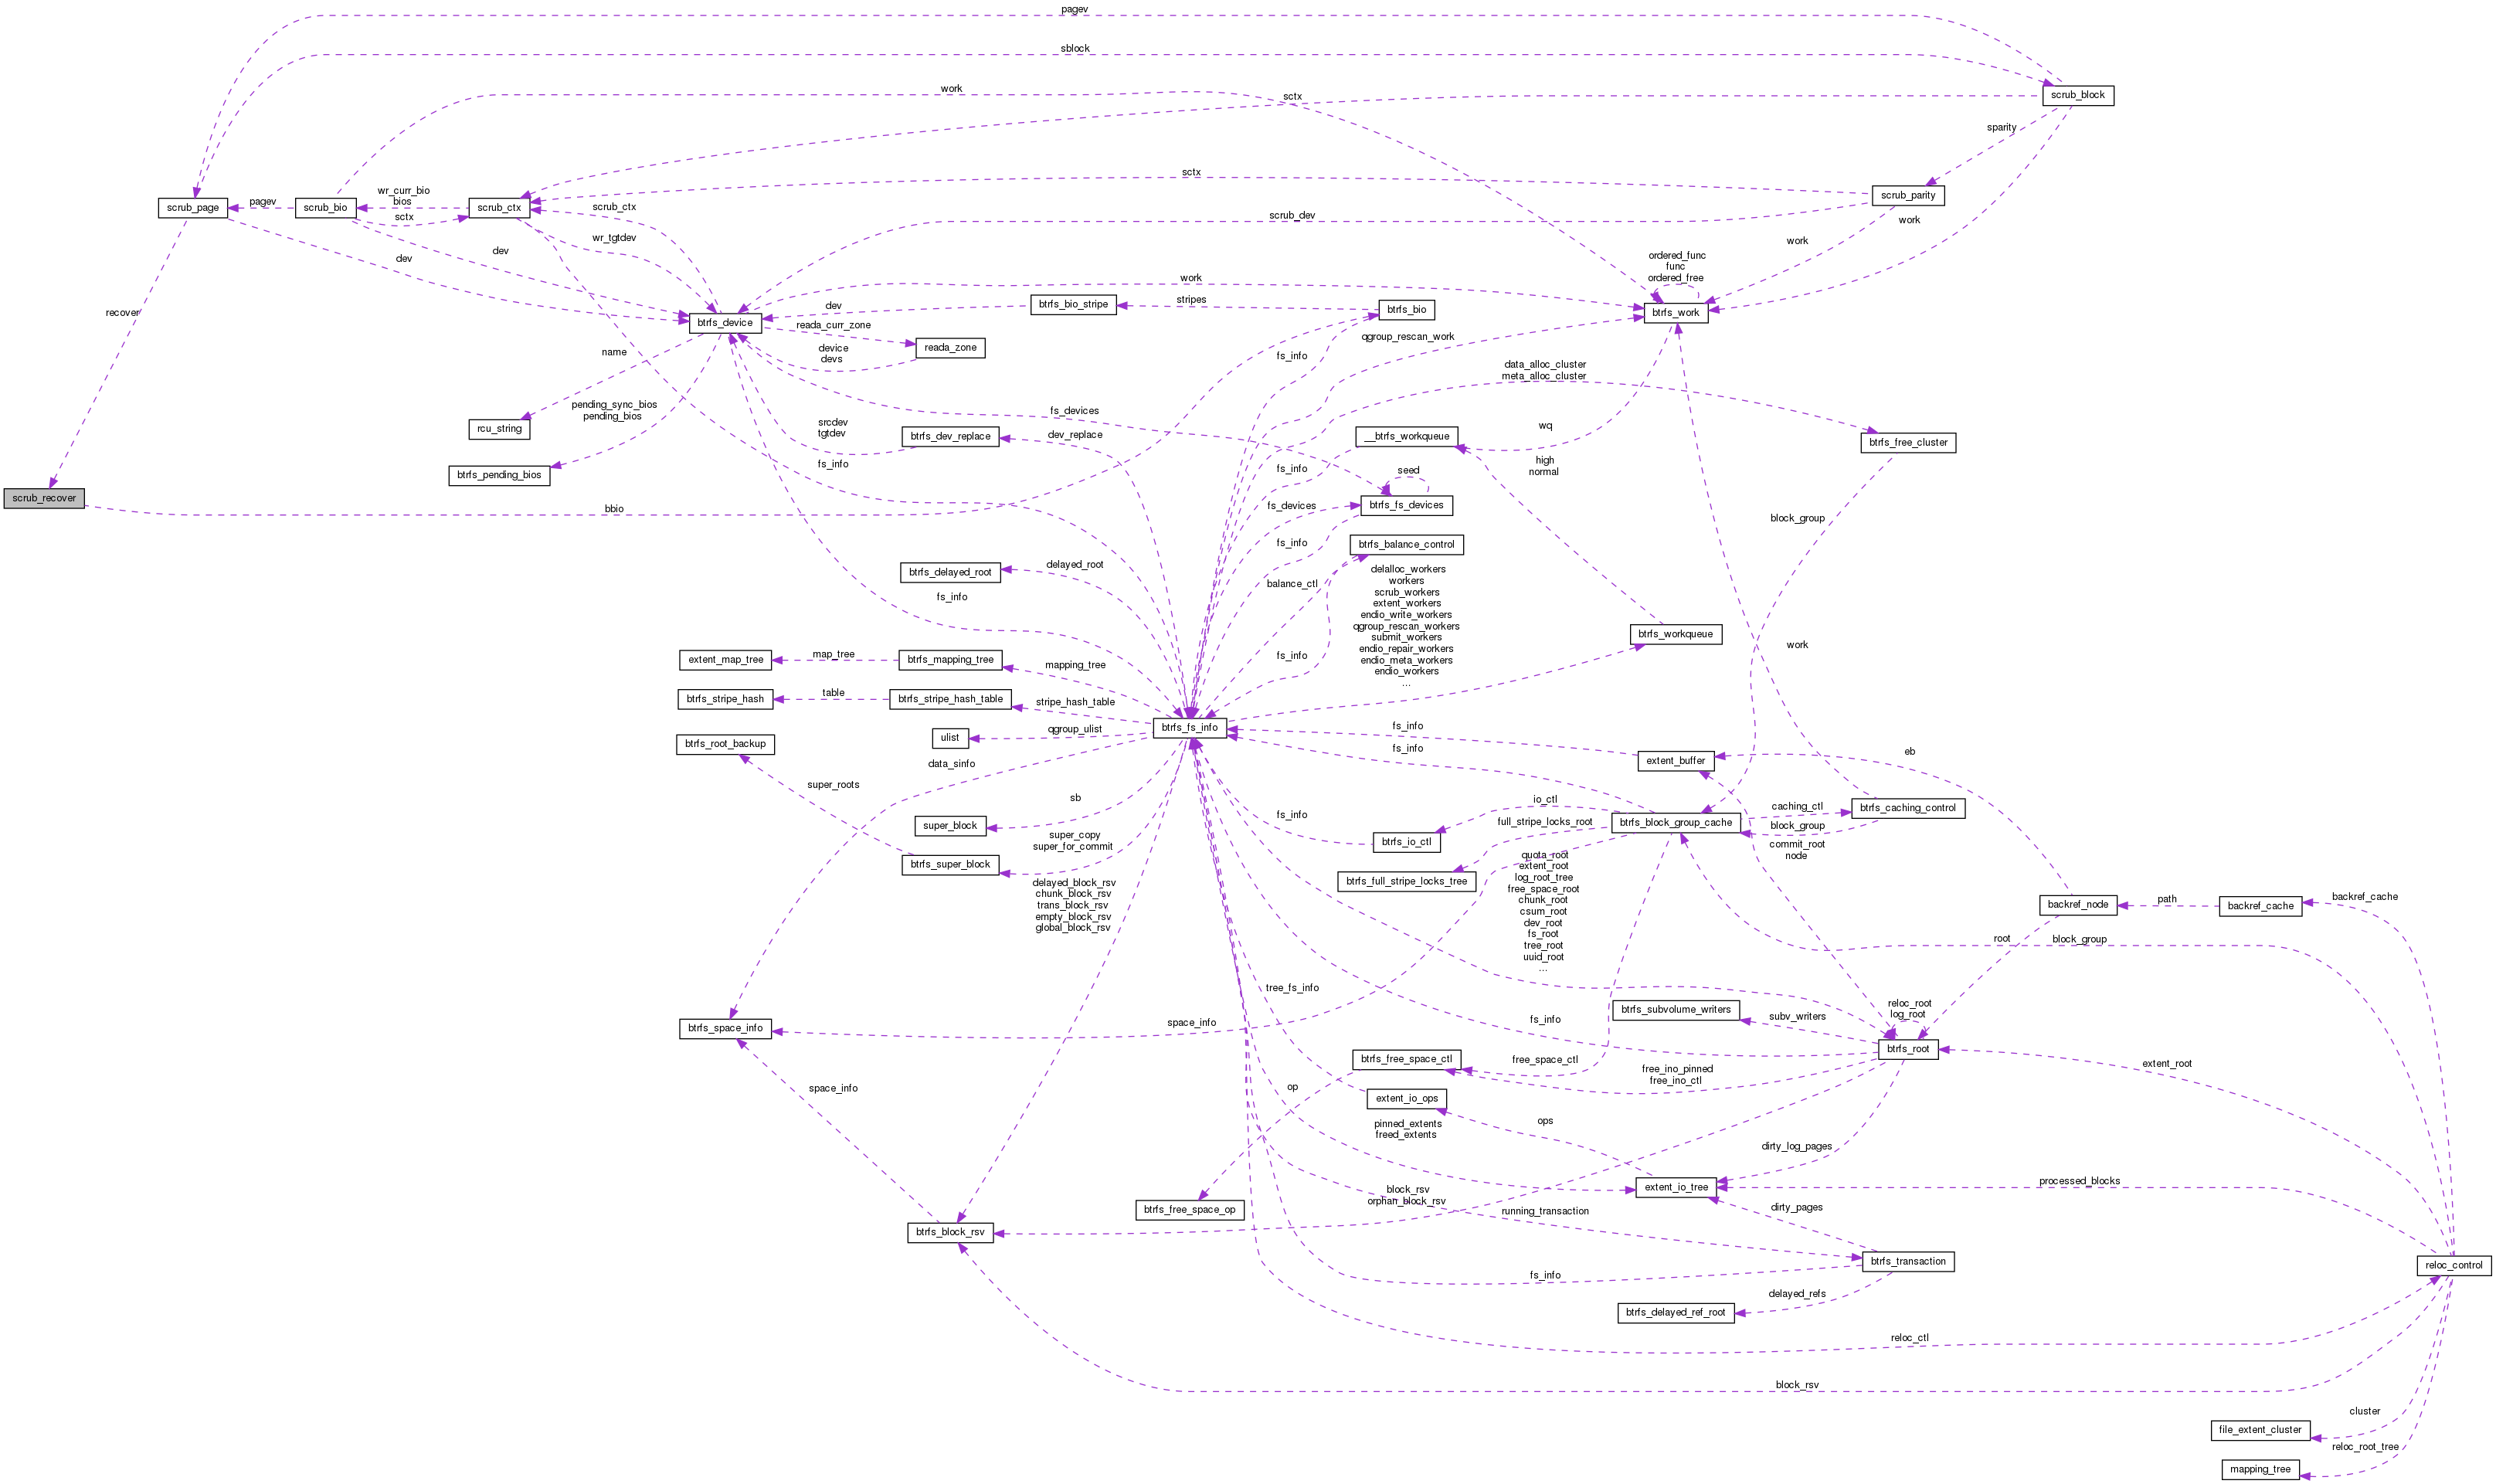 pagev
sblock
work
sctx
scrub_block
sparity
sctx
wr_curr_bio
bios
scrub_page
pagev
scrub_bio
sctx
scrub_ctx
scrub_ctx
scrub_parity
scrub_dev
work
work
wr_tgtdev
dev
dev
ordered_func
func
ordered_free
work
recover
dev
btrfs_bio_stripe
stripes
btrfs_bio
btrfs_work
btrfs_device
reada_curr_zone
qgroup_rescan_work
name
device
devs
reada_zone
fs_info
data_alloc_cluster
meta_alloc_cluster
pending_sync_bios
pending_bios
fs_devices
rcu_string
srcdev
tgtdev
btrfs_dev_replace
dev_replace
__btrfs_workqueue
wq
btrfs_free_cluster
fs_info
fs_info
high
normal
btrfs_pending_bios
seed
scrub_recover
bbio
fs_devices
btrfs_fs_devices
block_group
fs_info
btrfs_balance_control
btrfs_delayed_root
delayed_root
balance_ctl
delalloc_workers
workers
scrub_workers
extent_workers
endio_write_workers
qgroup_rescan_workers
submit_workers
endio_repair_workers
endio_meta_workers
endio_workers
...
fs_info
btrfs_workqueue
work
fs_info
extent_map_tree
map_tree
btrfs_mapping_tree
mapping_tree
btrfs_stripe_hash
table
btrfs_stripe_hash_table
stripe_hash_table
btrfs_fs_info
qgroup_ulist
ulist
btrfs_root_backup
data_sinfo
fs_info
fs_info
extent_buffer
eb
super_roots
sb
super_block
io_ctl
fs_info
full_stripe_locks_root
btrfs_block_group_cache
caching_ctl
btrfs_caching_control
block_group
btrfs_io_ctl
super_copy
super_for_commit
btrfs_super_block
commit_root
node
btrfs_full_stripe_locks_tree
quota_root
extent_root
log_root_tree
free_space_root
chunk_root
csum_root
dev_root
fs_root
tree_root
uuid_root
...
delayed_block_rsv
chunk_block_rsv
trans_block_rsv
empty_block_rsv
global_block_rsv
backref_node
path
backref_cache
backref_cache
root
block_group
tree_fs_info
btrfs_subvolume_writers
subv_writers
reloc_root
log_root
btrfs_space_info
space_info
fs_info
btrfs_root
btrfs_free_space_ctl
free_space_ctl
free_ino_pinned
free_ino_ctl
extent_root
space_info
op
extent_io_ops
ops
pinned_extents
freed_extents
dirty_log_pages
block_rsv
orphan_block_rsv
extent_io_tree
processed_blocks
btrfs_free_space_op
running_transaction
dirty_pages
btrfs_block_rsv
btrfs_transaction
reloc_control
fs_info
delayed_refs
btrfs_delayed_ref_root
reloc_ctl
block_rsv
cluster
file_extent_cluster
reloc_root_tree
mapping_tree